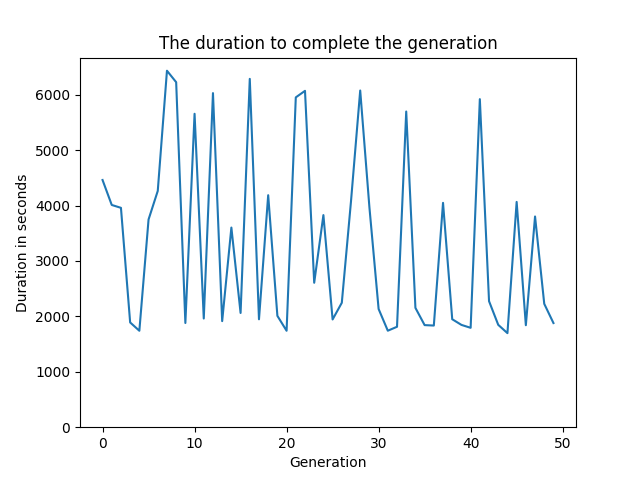 The duration to complete the generation
6000
5000
4000
3000
2000
1000
0
Duration in seconds
0 10 20 30 40 50
Generation